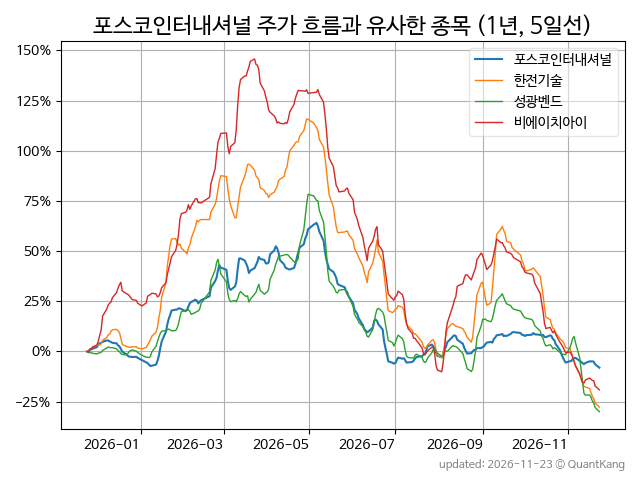 포스코인터내셔널 주가 흐름과 유사한 종목 (1년, 5일선)
150%
125%
100%
75%
50%
25%
0%
−25%
포스코인터내셔널
한전기술
성광벤드
비에이치아이
2026-01
2026-03
2026-05
2026-07
2026-09
2026-11
updated: 2026-11-23 © QuantKang